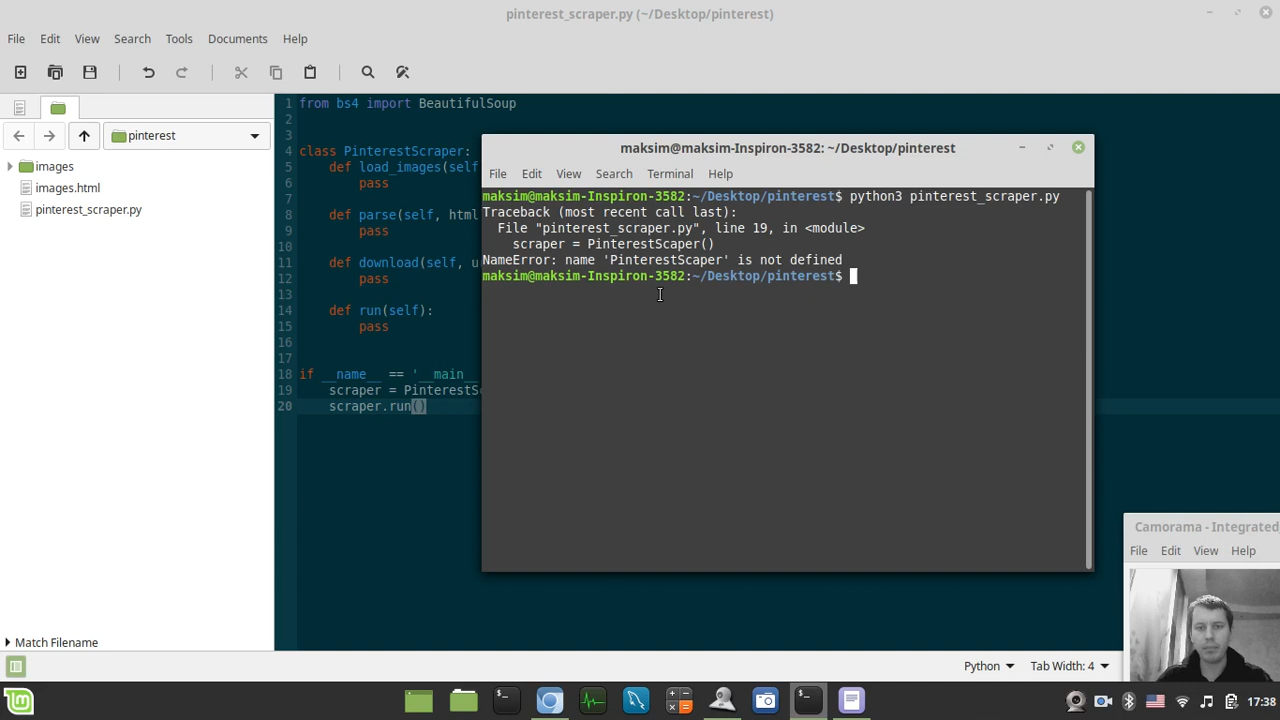 pinterest_scraper.py (~/Desktop/pinterest)
File Edit View Search Tools Documents Help
pinterest
images
images.html
pinterest_scraper.py
Match Filename
1 from bs4 import BeautifulSoup
2
3
4 class PinterestScraper:
5 def load_images(self
6 pass
7
8 def parse(self, html
9 pass
10
11 def download(self, u
12 pass
13
14 def run(self):
15 pass
16
17
18 if __name__ == '__main__
19 scraper = PinterestSc
20 scraper.run()
maksim@maksim-Inspiron-3582: ~/Desktop/pinterest
File Edit View Search Terminal Help
maksim@maksim-Inspiron-3582:~/Desktop/pinterest$ python3 pinterest_scraper.py
Traceback (most recent call last):
File "pinterest_scraper.py", line 19, in <module>
scraper = PinterestScaper()
NameError: name 'PinterestScaper' is not defined
maksim@maksim-Inspiron-3582:~/Desktop/pinterest$
Camorama - Integrated
File Edit View Help
Python Tab Width: 4
17:38